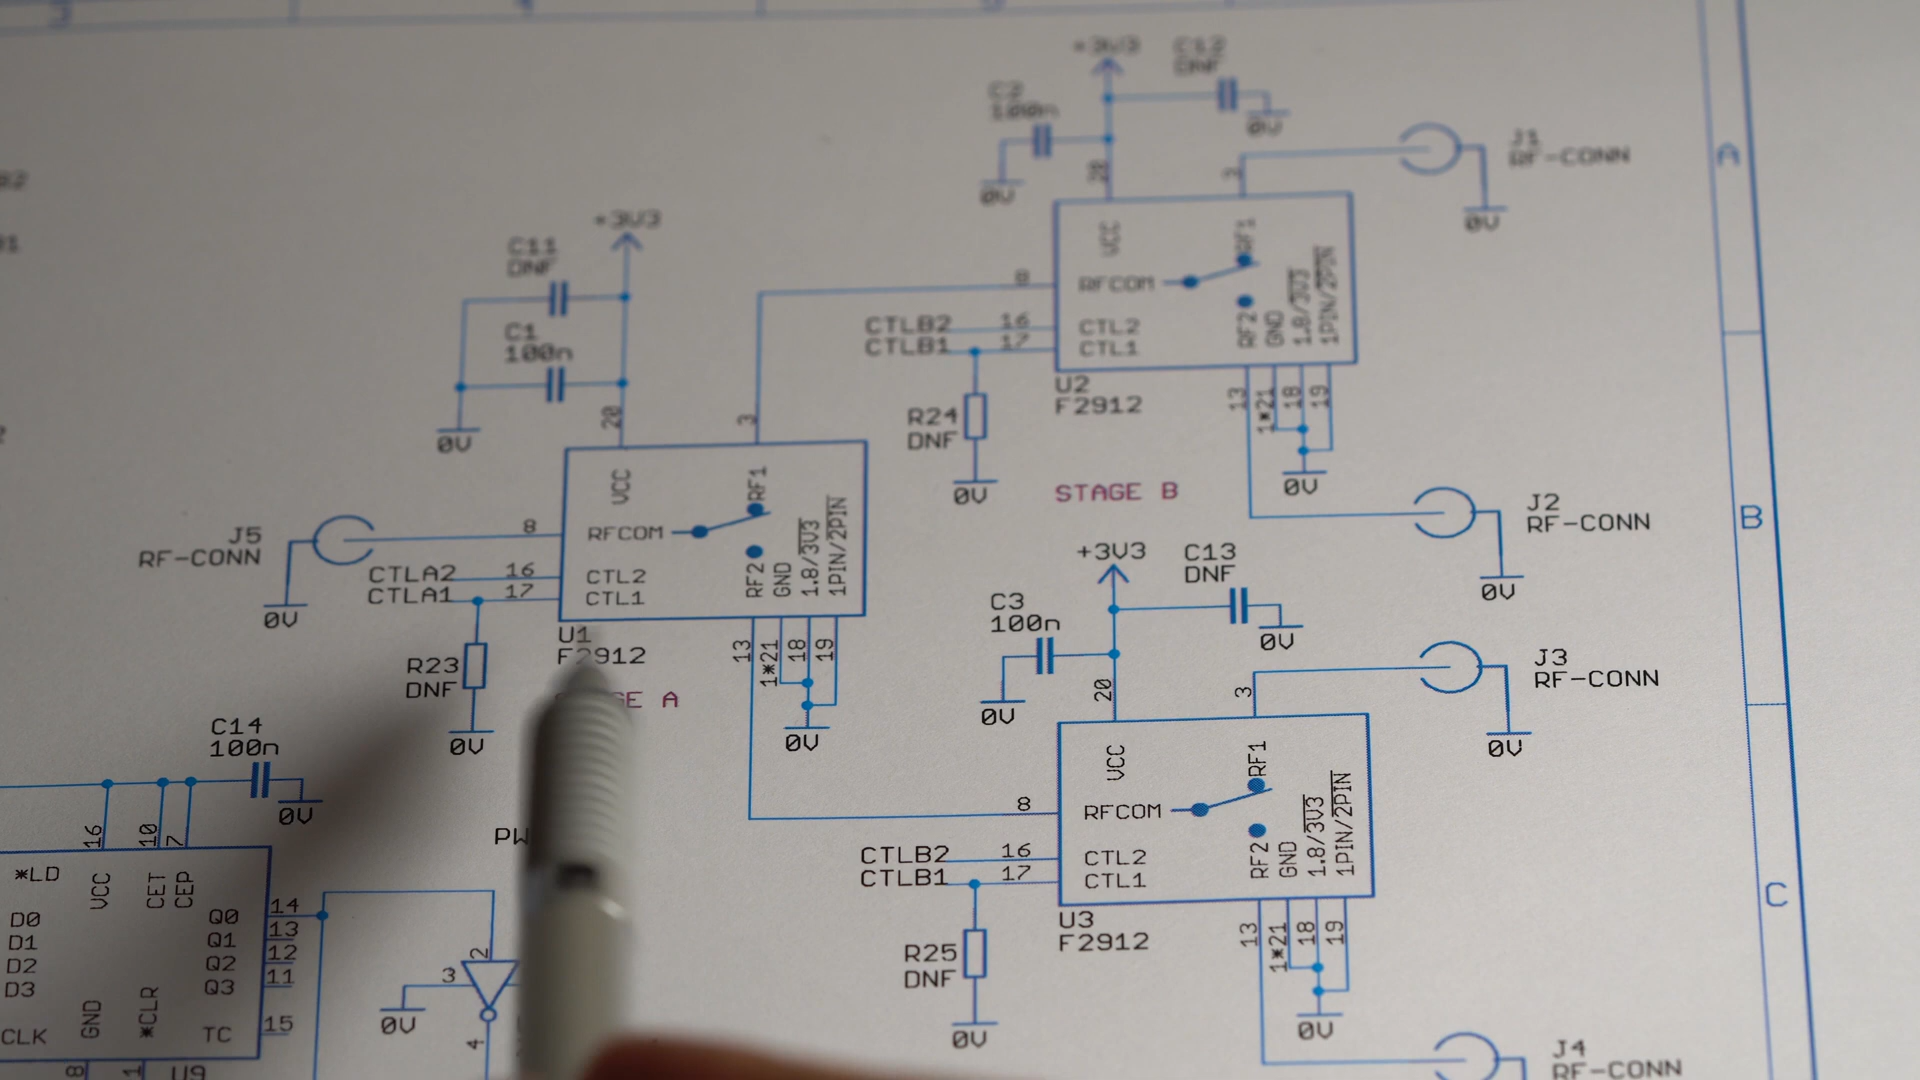 +3V3
C12
DNF
C2
100n
0V
0V
20
3
J1
RF-CONN
0V
A
VCC
RF1
8
RFCOM
CTLB2 16 CTL2
CTLB1 17 CTL1
RF2
GND
1.8/3V3
1PIN/2PIN
U2
F2912
13
1*21
18
19
0V
R24
DNF
0V
STAGE B
J2
RF-CONN
0V
B
+3V3
C11
DNF
C1
100n
0V
20
3
J5
RF-CONN
0V
8
VCC
RF1
RFCOM
CTLA2 16 CTL2
CTLA1 17 CTL1
RF2
GND
1.8/3V3
1PIN/2PIN
U1
F2912
GE A
13
1*21
18
19
0V
R23
DNF
0V
+3V3
C13
DNF
C3
100n
0V
0V
20
3
J3
RF-CONN
0V
VCC
RF1
8
RFCOM
CTLB2 16 CTL2
CTLB1 17 CTL1
RF2
GND
1.8/3V3
1PIN/2PIN
U3
F2912
13
1*21
18
19
0V
R25
DNF
0V
C
J4
RF-CONN
C14
100n
0V
16
10
7
*LD
VCC
CET
CEP
D0 Q0 14
D1 Q1 13
D2 Q2 12
D3 Q3 11
GND
*CLR
CLK TC 15
8
1
U9
PW
2
3
0V
4